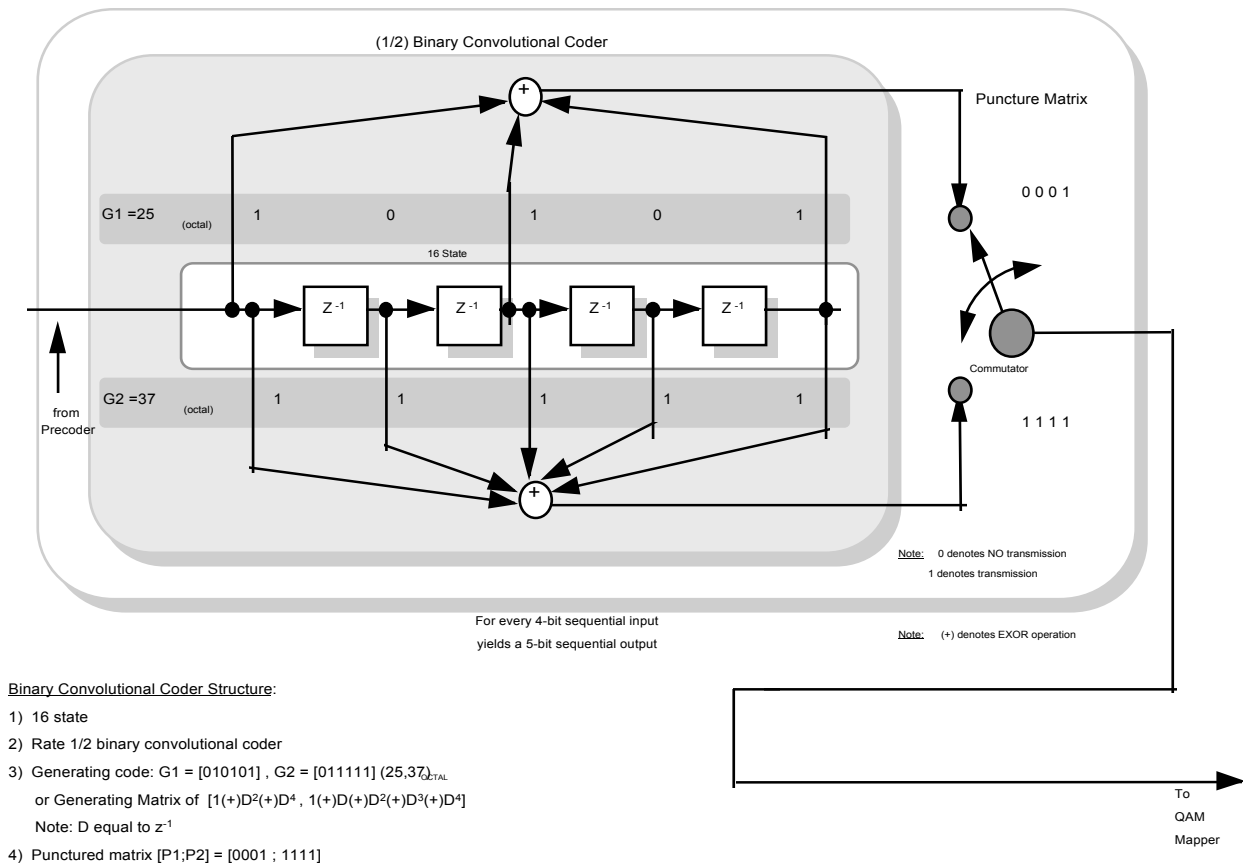 (1/2) Binary Convolutional Coder
+
Puncture Matrix
0 0 0 1
G1 =25 (octal) 1 0 1 0 1
16 State
Z -1 Z -1 Z -1 Z -1
Commutator
G2 =37 (octal) 1 1 1 1 1
from
Precoder
1 1 1 1
+
Note: 0 denotes NO transmission
1 denotes transmission
For every 4-bit sequential input
yields a 5-bit sequential output
Note: (+) denotes EXOR operation
Binary Convolutional Coder Structure:
1) 16 state
2) Rate 1/2 binary convolutional coder
3) Generating code: G1 = [010101] , G2 = [011111] (25,37)OCTAL
or Generating Matrix of [1(+)D²(+)D⁴ , 1(+)D(+)D²(+)D³(+)D⁴]
Note: D equal to z⁻¹
4) Punctured matrix [P1;P2] = [0001 ; 1111]
To
QAM
Mapper